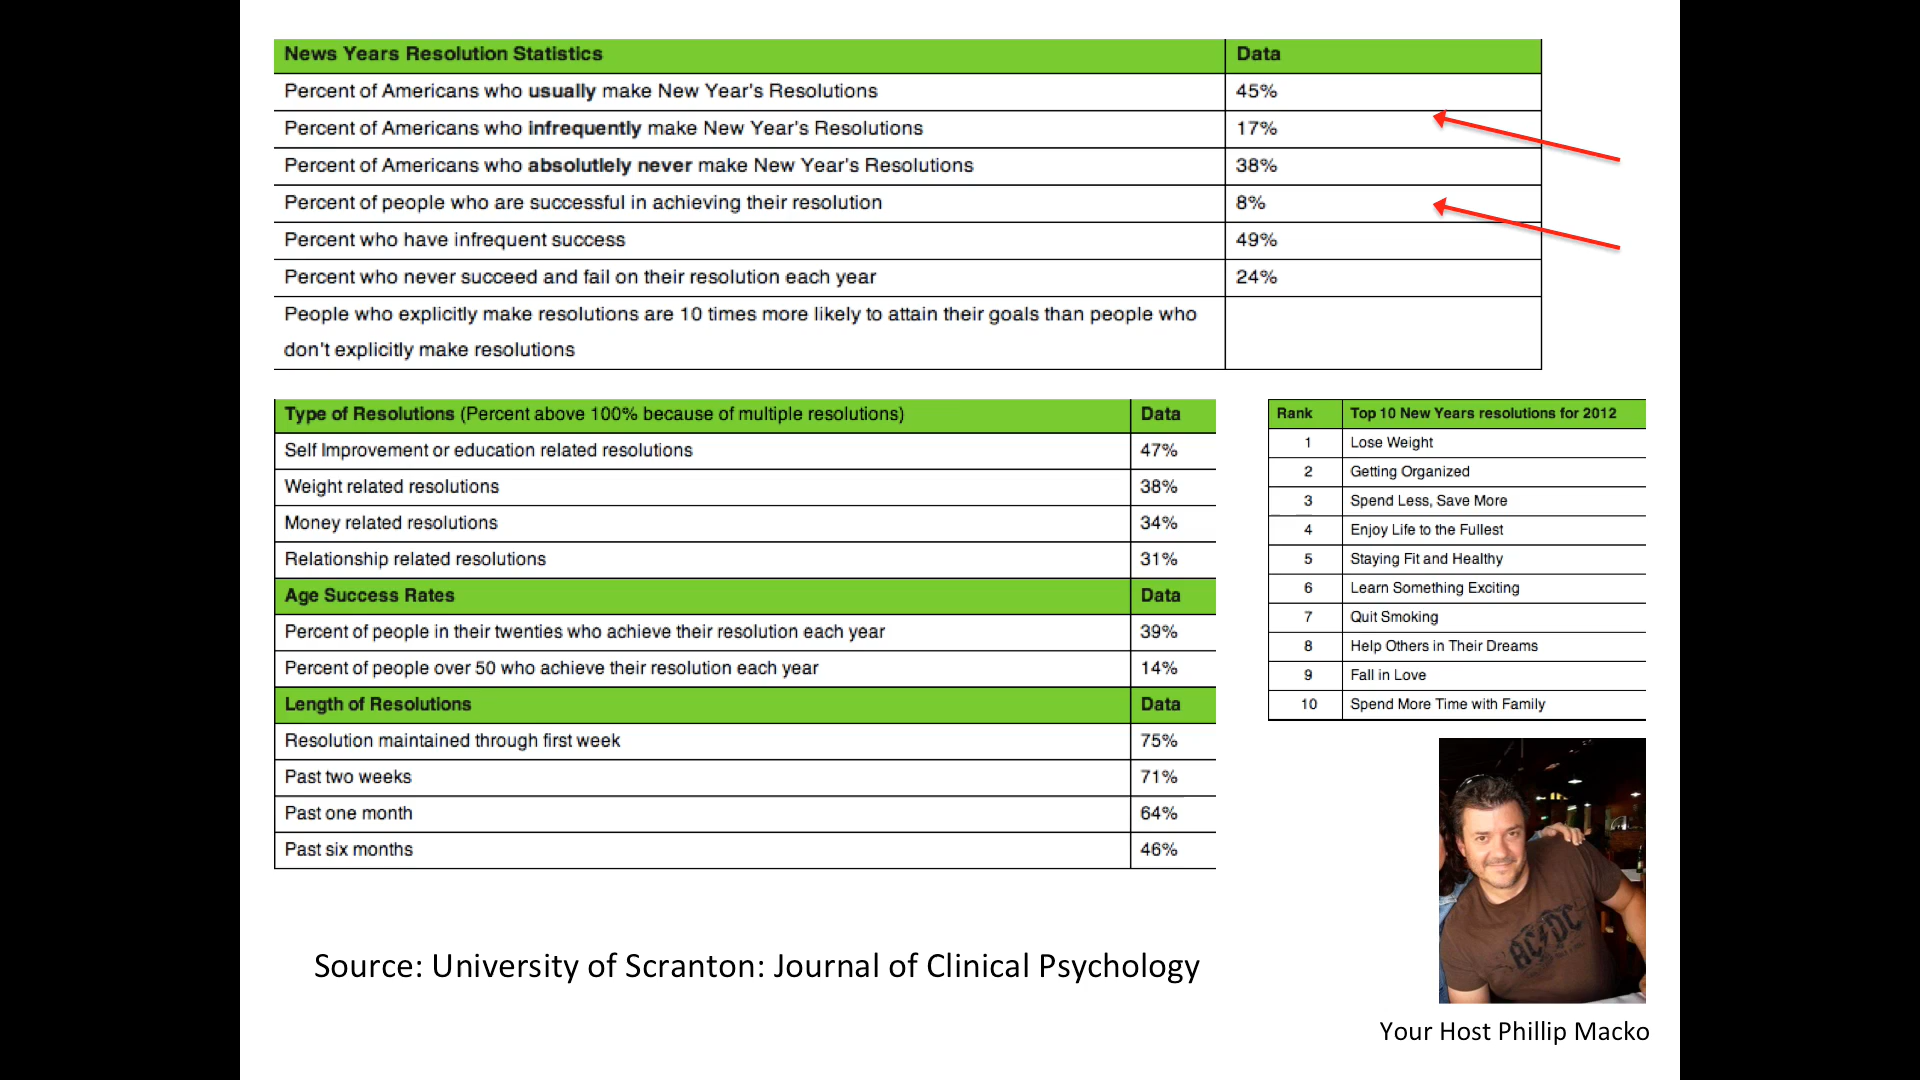 News Years Resolution Statistics Data
Percent of Americans who usually make New Year's Resolutions 45%
Percent of Americans who infrequently make New Year's Resolutions 17%
Percent of Americans who absolutlely never make New Year's Resolutions 38%
Percent of people who are successful in achieving their resolution 8%
Percent who have infrequent success 49%
Percent who never succeed and fail on their resolution each year 24%
People who explicitly make resolutions are 10 times more likely to attain their goals than people who
don't explicitly make resolutions
Type of Resolutions (Percent above 100% because of multiple resolutions) Data
Self Improvement or education related resolutions 47%
Weight related resolutions 38%
Money related resolutions 34%
Relationship related resolutions 31%
Age Success Rates Data
Percent of people in their twenties who achieve their resolution each year 39%
Percent of people over 50 who achieve their resolution each year 14%
Length of Resolutions Data
Resolution maintained through first week 75%
Past two weeks 71%
Past one month 64%
Past six months 46%
Rank Top 10 New Years resolutions for 2012
1 Lose Weight
2 Getting Organized
3 Spend Less, Save More
4 Enjoy Life to the Fullest
5 Staying Fit and Healthy
6 Learn Something Exciting
7 Quit Smoking
8 Help Others in Their Dreams
9 Fall in Love
10 Spend More Time with Family
AC/DC
Source: University of Scranton: Journal of Clinical Psychology
Your Host Phillip Macko